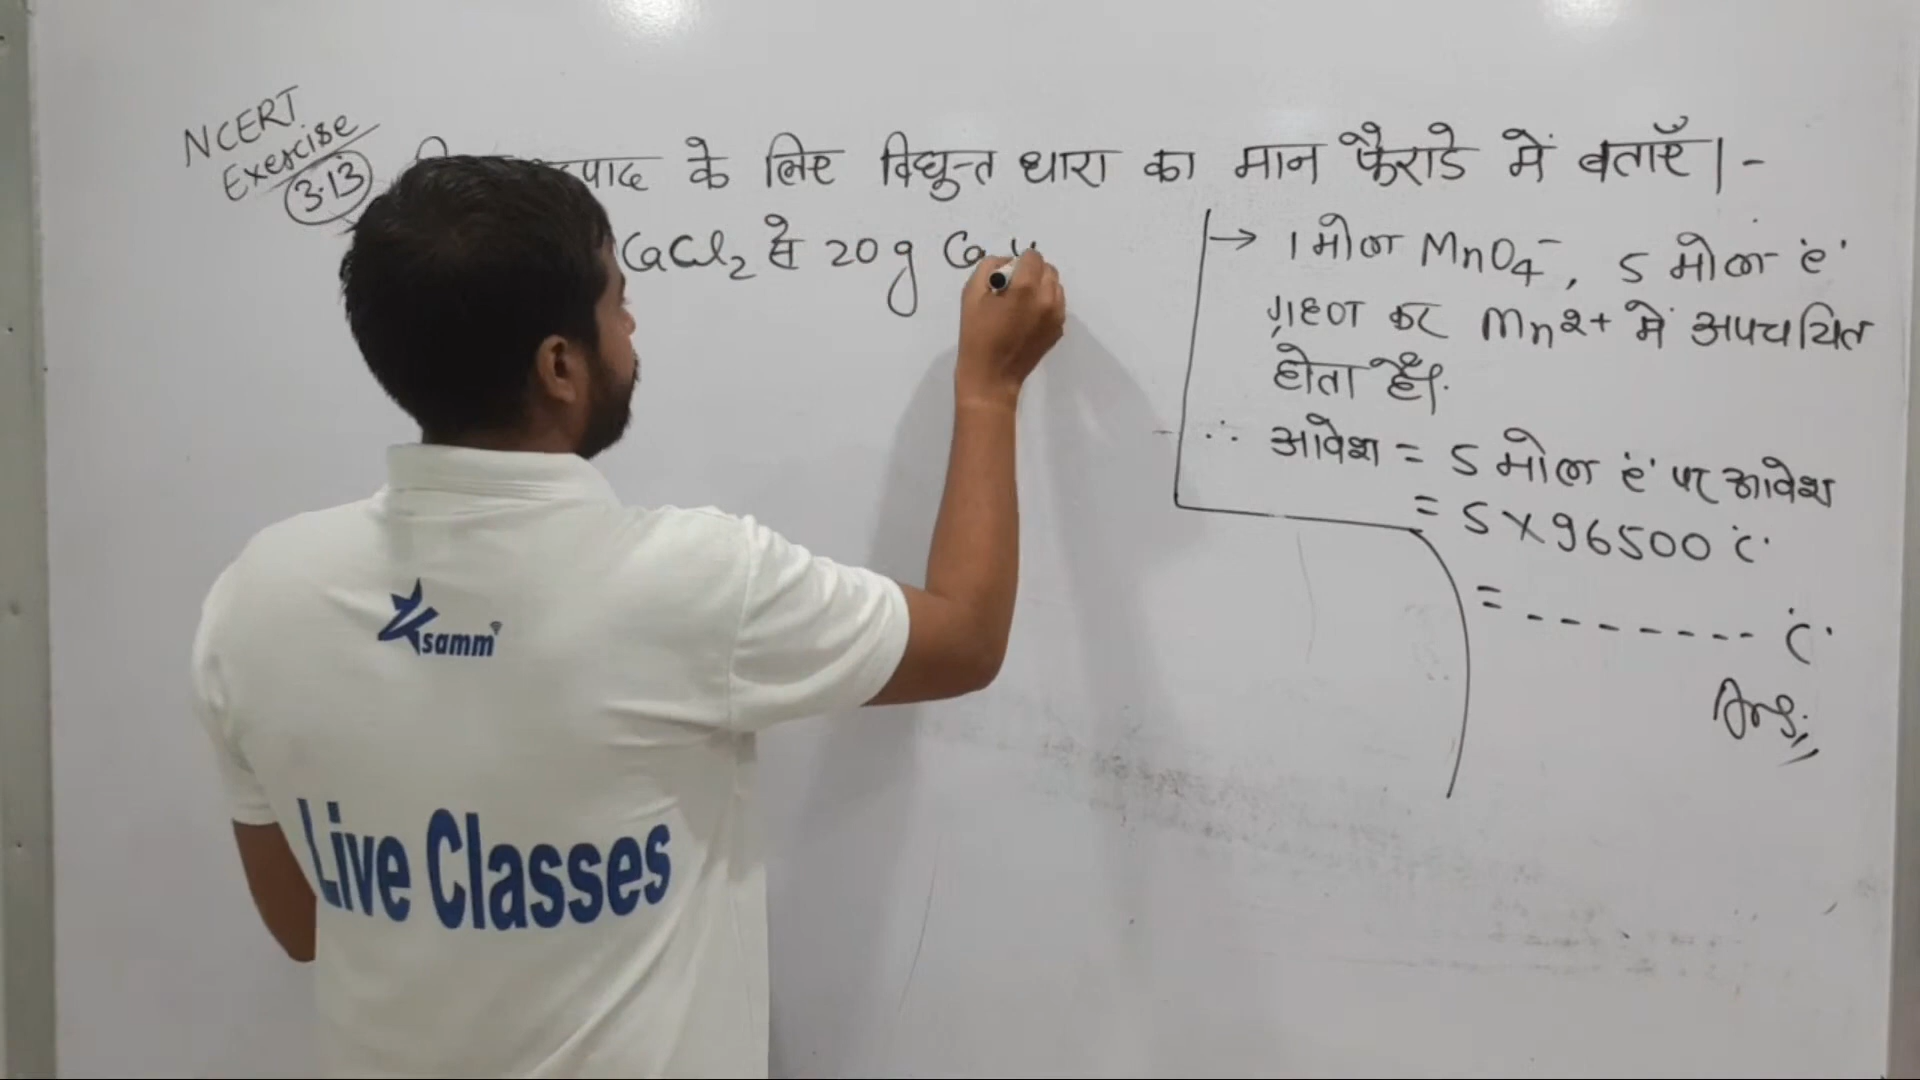 NCERT
Exercise
3.13
के लिए विधुत धारा का मान फैराडे में बताएँ।-
CaCl2 से 20g Ca
→ 1 मोल MnO4-, 5 मोल 'e'
ग्रहण कर Mn2+ में अपचयित
होता है।
∴ आवेश = 5 मोल 'e' पर आवेश
= 5 X 96500 'C'
= - - - - - - - 'C'
Ans
samm
Live Classes